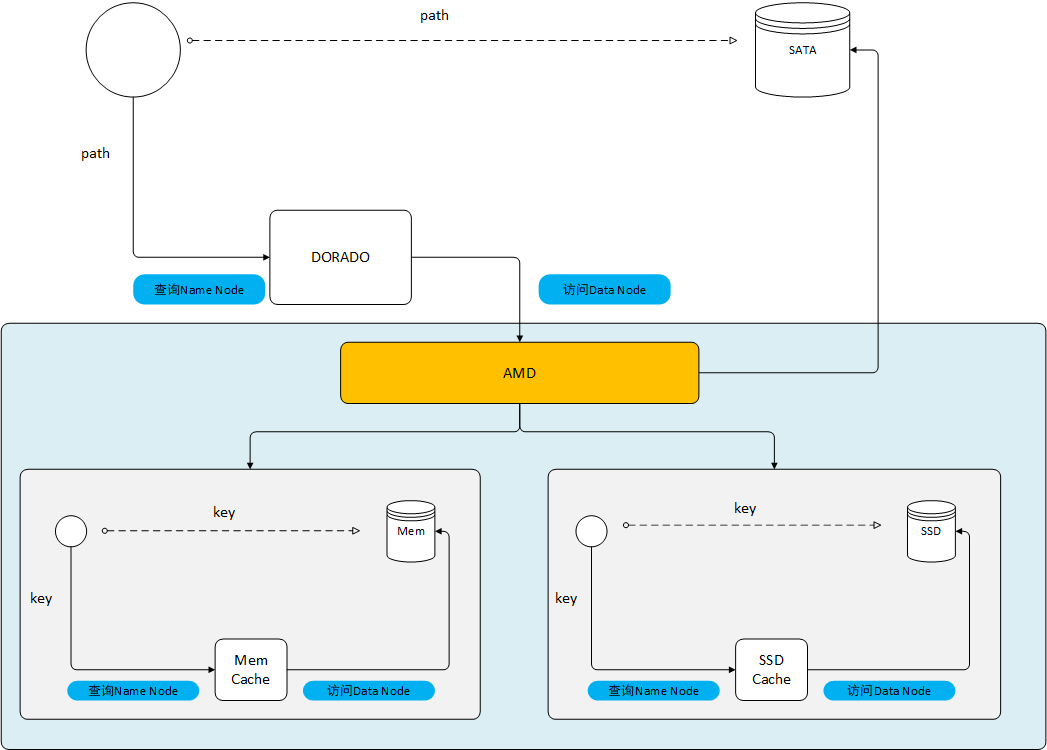 path
SATA
path
DORADO
查询Name Node
访问Data Node
AMD
key
Mem
key
Mem
Cache
查询Name Node
访问Data Node
key
SSD
key
SSD
Cache
查询Name Node
访问Data Node